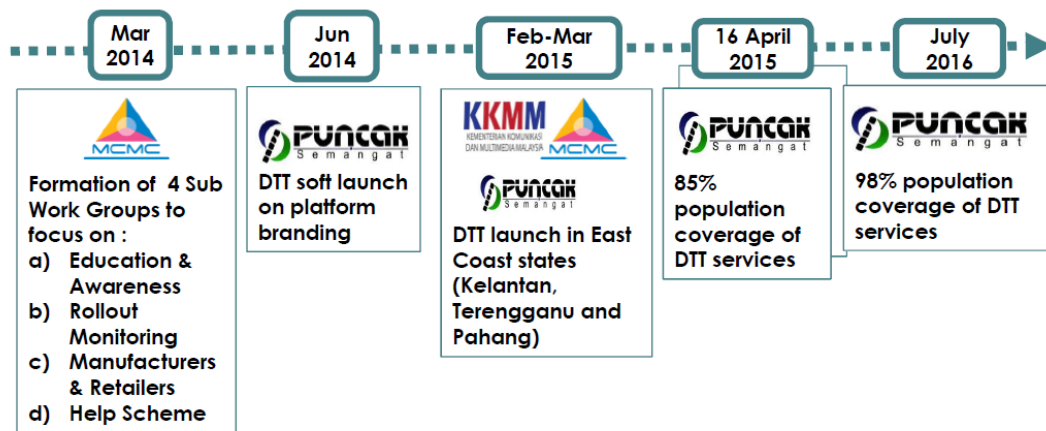 Mar
2014
Jun
2014
Feb-Mar
2015
16 April
2015
July
2016
MCMC
Formation of 4 Sub
Work Groups to
focus on :
a) Education &
Awareness
b) Rollout
Monitoring
c) Manufacturers
& Retailers
d) Help Scheme
PUNCAK
Semangat
DTT soft launch
on platform
branding
KKMM
KEMENTERIAN KOMUNIKASI
DAN MULTIMEDIA MALAYSIA
MCMC
PUNCAK
Semangat
DTT launch in East
Coast states
(Kelantan,
Terengganu and
Pahang)
PUNCAK
Semangat
85%
population
coverage of
DTT services
PUNCAK
Semangat
98% population
coverage of DTT
services